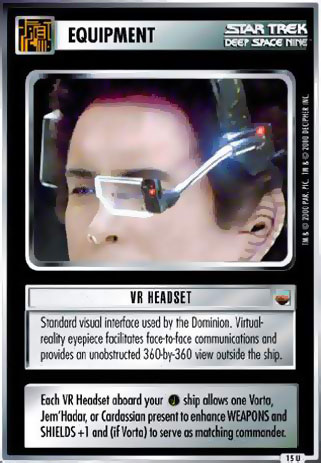 EQUIPMENT
STAR TREK
DEEP SPACE NINE
TM & © 2000 PAR. PIC. TM & © 2000 DECIPHER INC.
VR HEADSET
Standard visual interface used by the Dominion. Virtual-
reality eyepiece facilitates face-to-face communications and
provides an unobstructed 360-by-360 view outside the ship.
Each VR Headset aboard your ship allows one Vorta,
Jem'Hadar, or Cardassian present to enhance WEAPONS and
SHIELDS +1 and (if Vorta) to serve as matching commander.
15 U